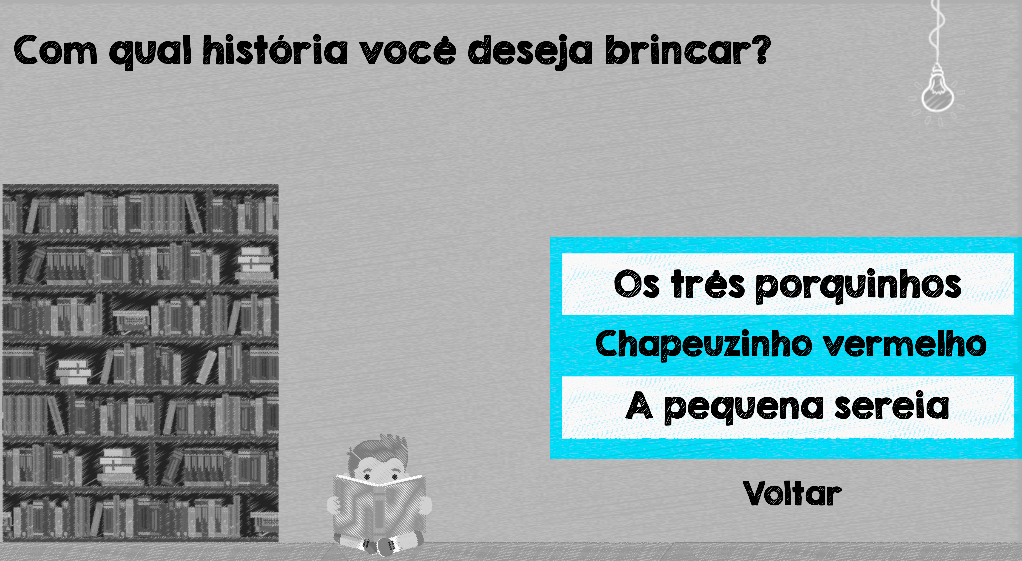 Com qual história você deseja brincar?
Os três porquinhos
Chapeuzinho vermelho
A pequena sereia
Voltar